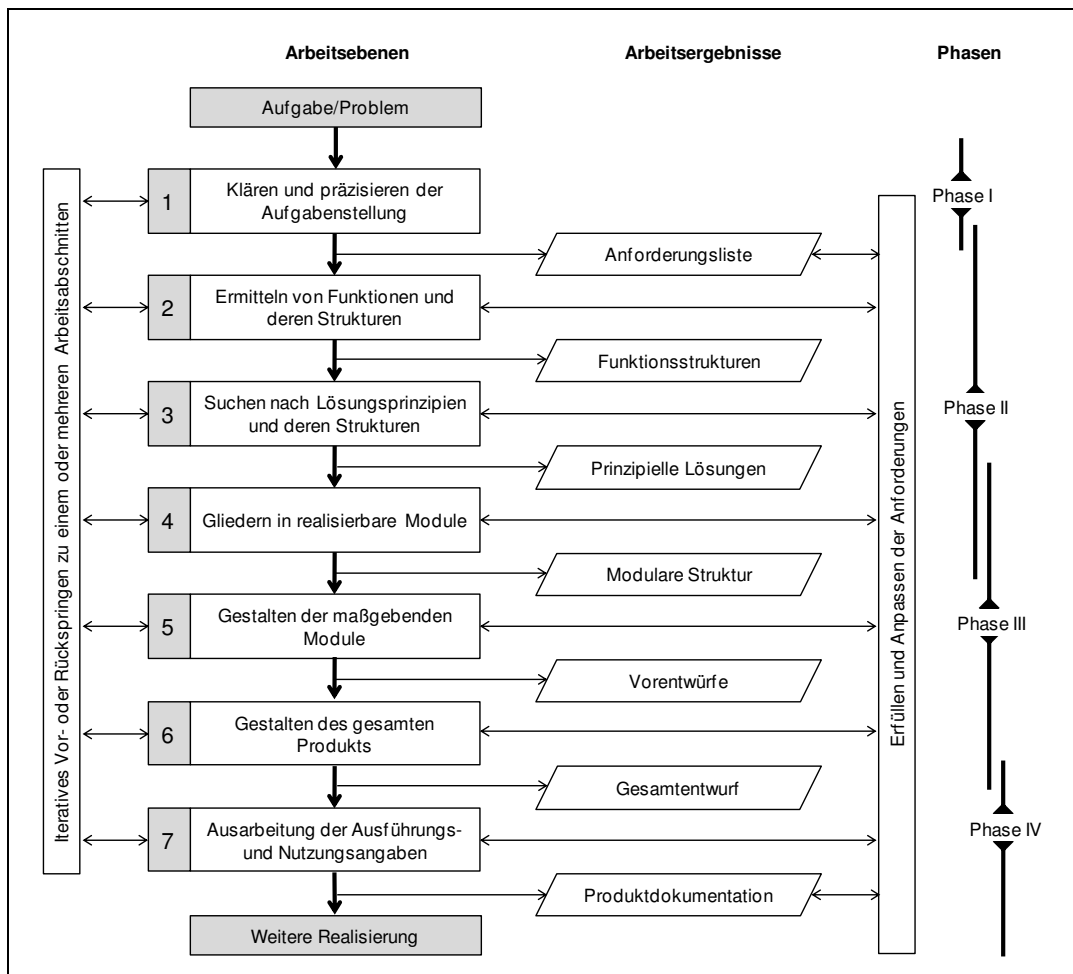 Arbeitsebenen
Arbeitsergebnisse
Phasen
Aufgabe/Problem
1
Klären und präzisieren der
Aufgabenstellung
Phase I
Anforderungsliste
2
Ermitteln von Funktionen und
deren Strukturen
Funktionsstrukturen
3
Suchen nach Lösungsprinzipien
und deren Strukturen
Phase II
Prinzipielle Lösungen
4
Gliedern in realisierbare Module
Modulare Struktur
5
Gestalten der maßgebenden
Module
Phase III
Vorentwürfe
6
Gestalten des gesamten
Produkts
Gesamtentwurf
7
Ausarbeitung der Ausführungs-
und Nutzungsangaben
Phase IV
Produktdokumentation
Weitere Realisierung
Iteratives Vor- oder Rückspringen zu einem oder mehreren Arbeitsabschnitten
Erfüllen und Anpassen der Anforderungen